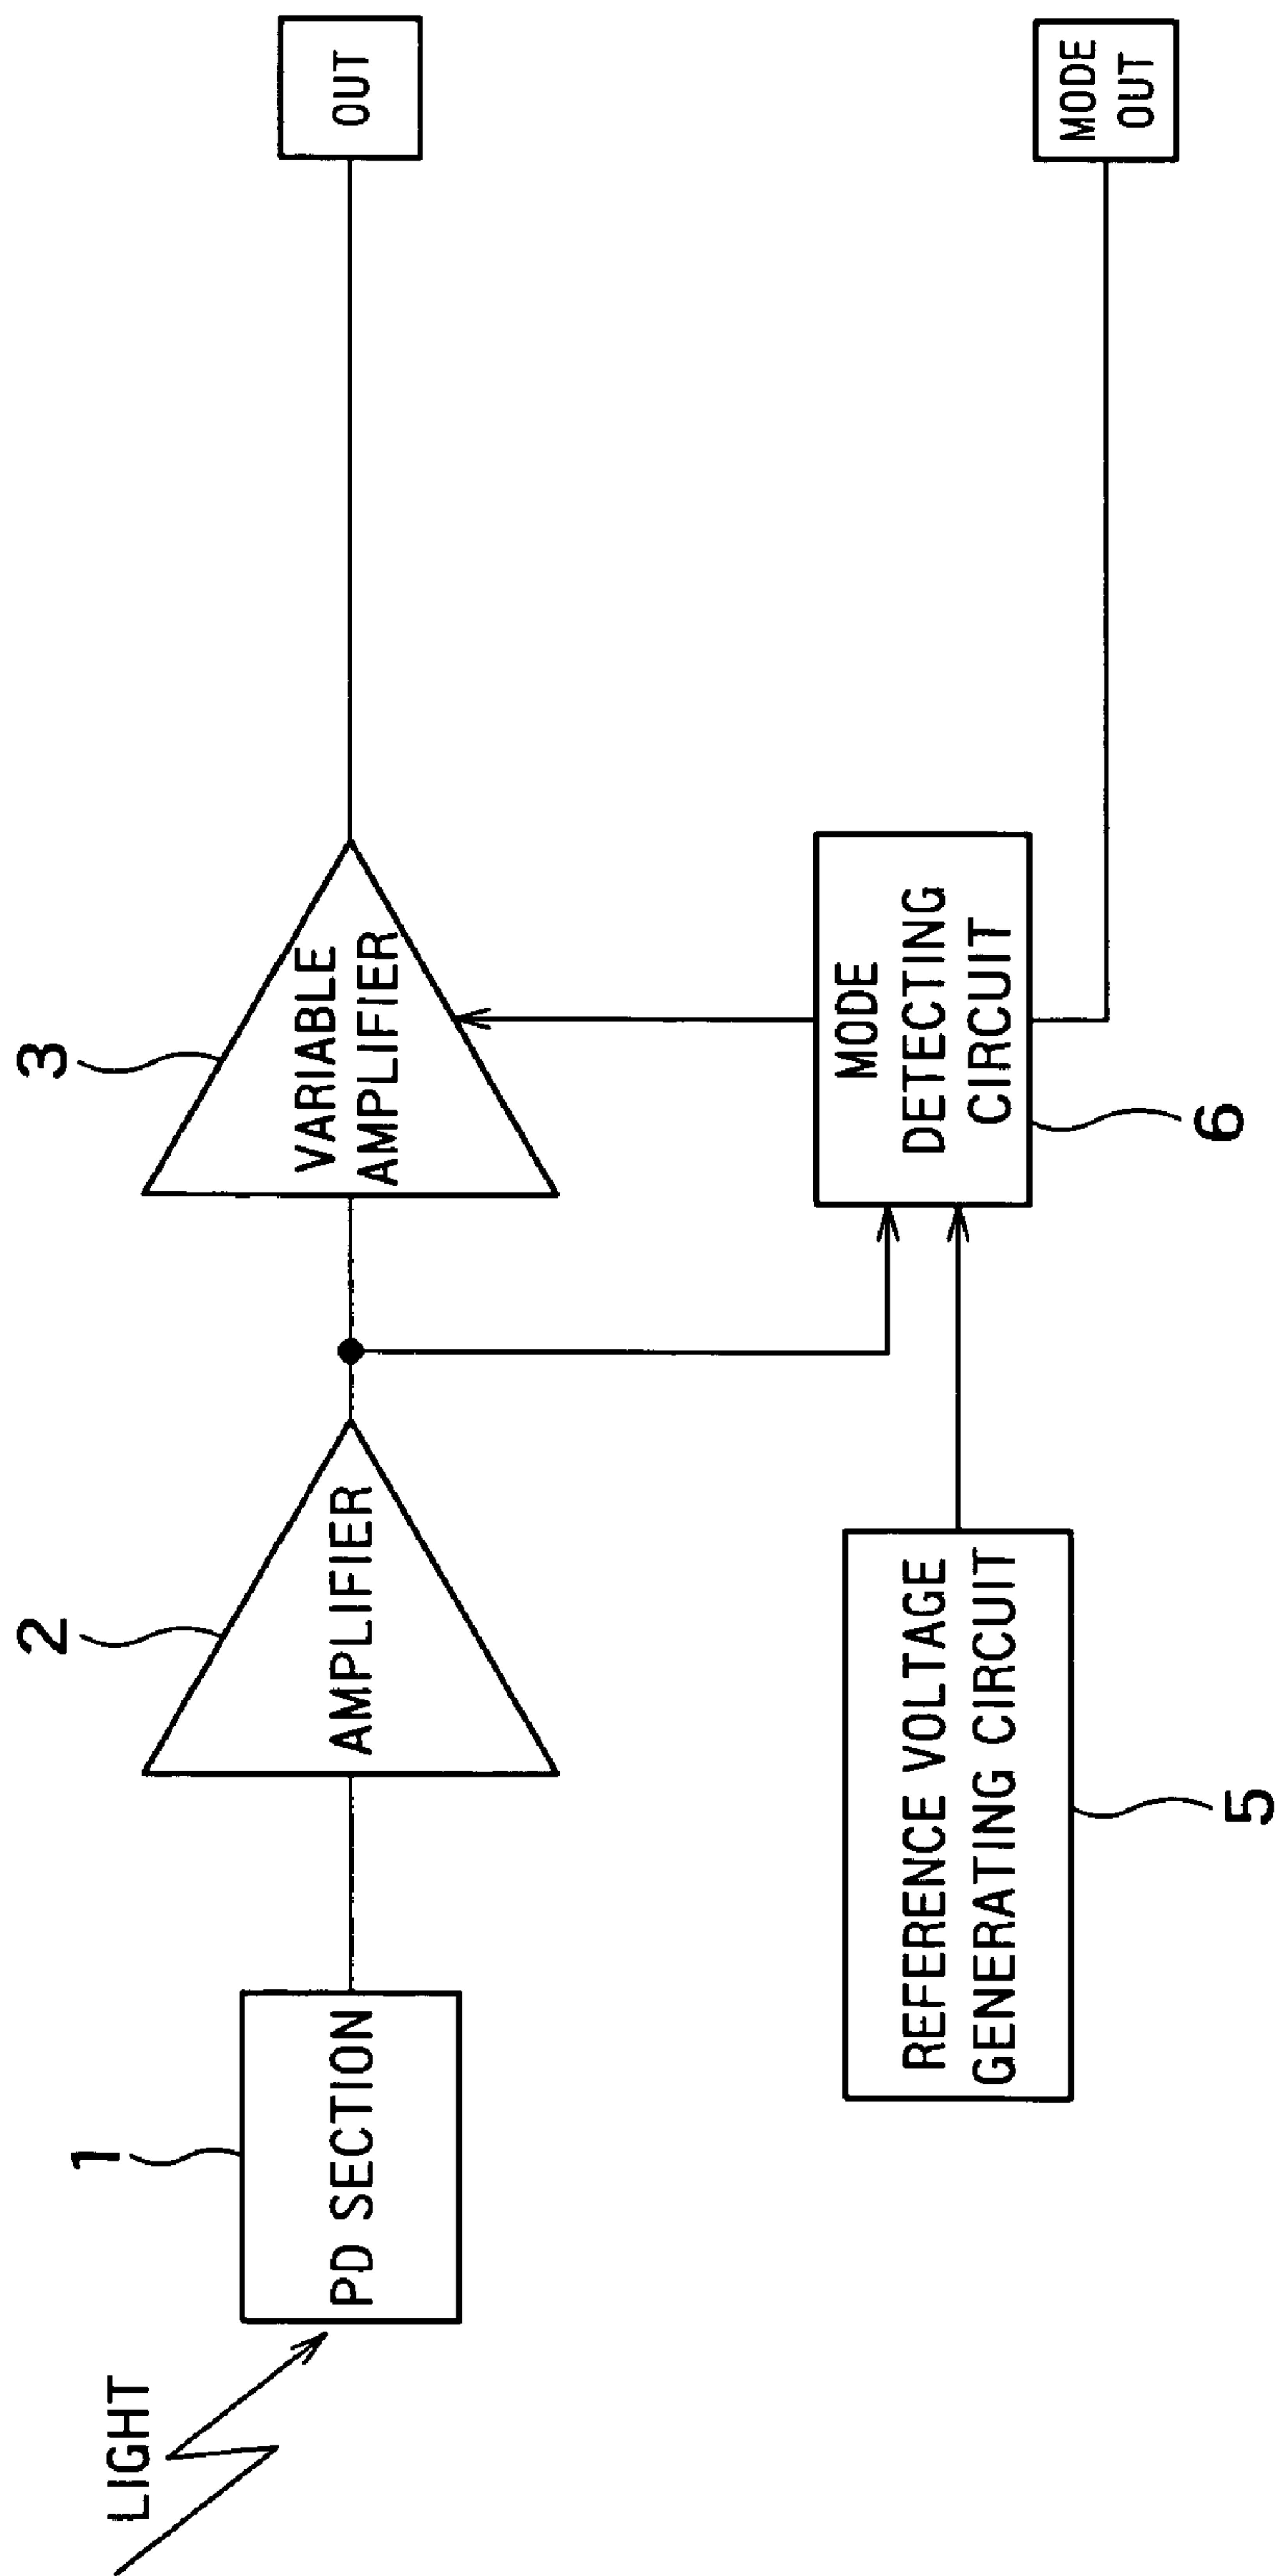 LIGHT
1
PD SECTION
2
AMPLIFIER
3
VARIABLE
AMPLIFIER
OUT
REFERENCE VOLTAGE
GENERATING CIRCUIT
5
MODE
DETECTING
CIRCUIT
6
MODE
OUT